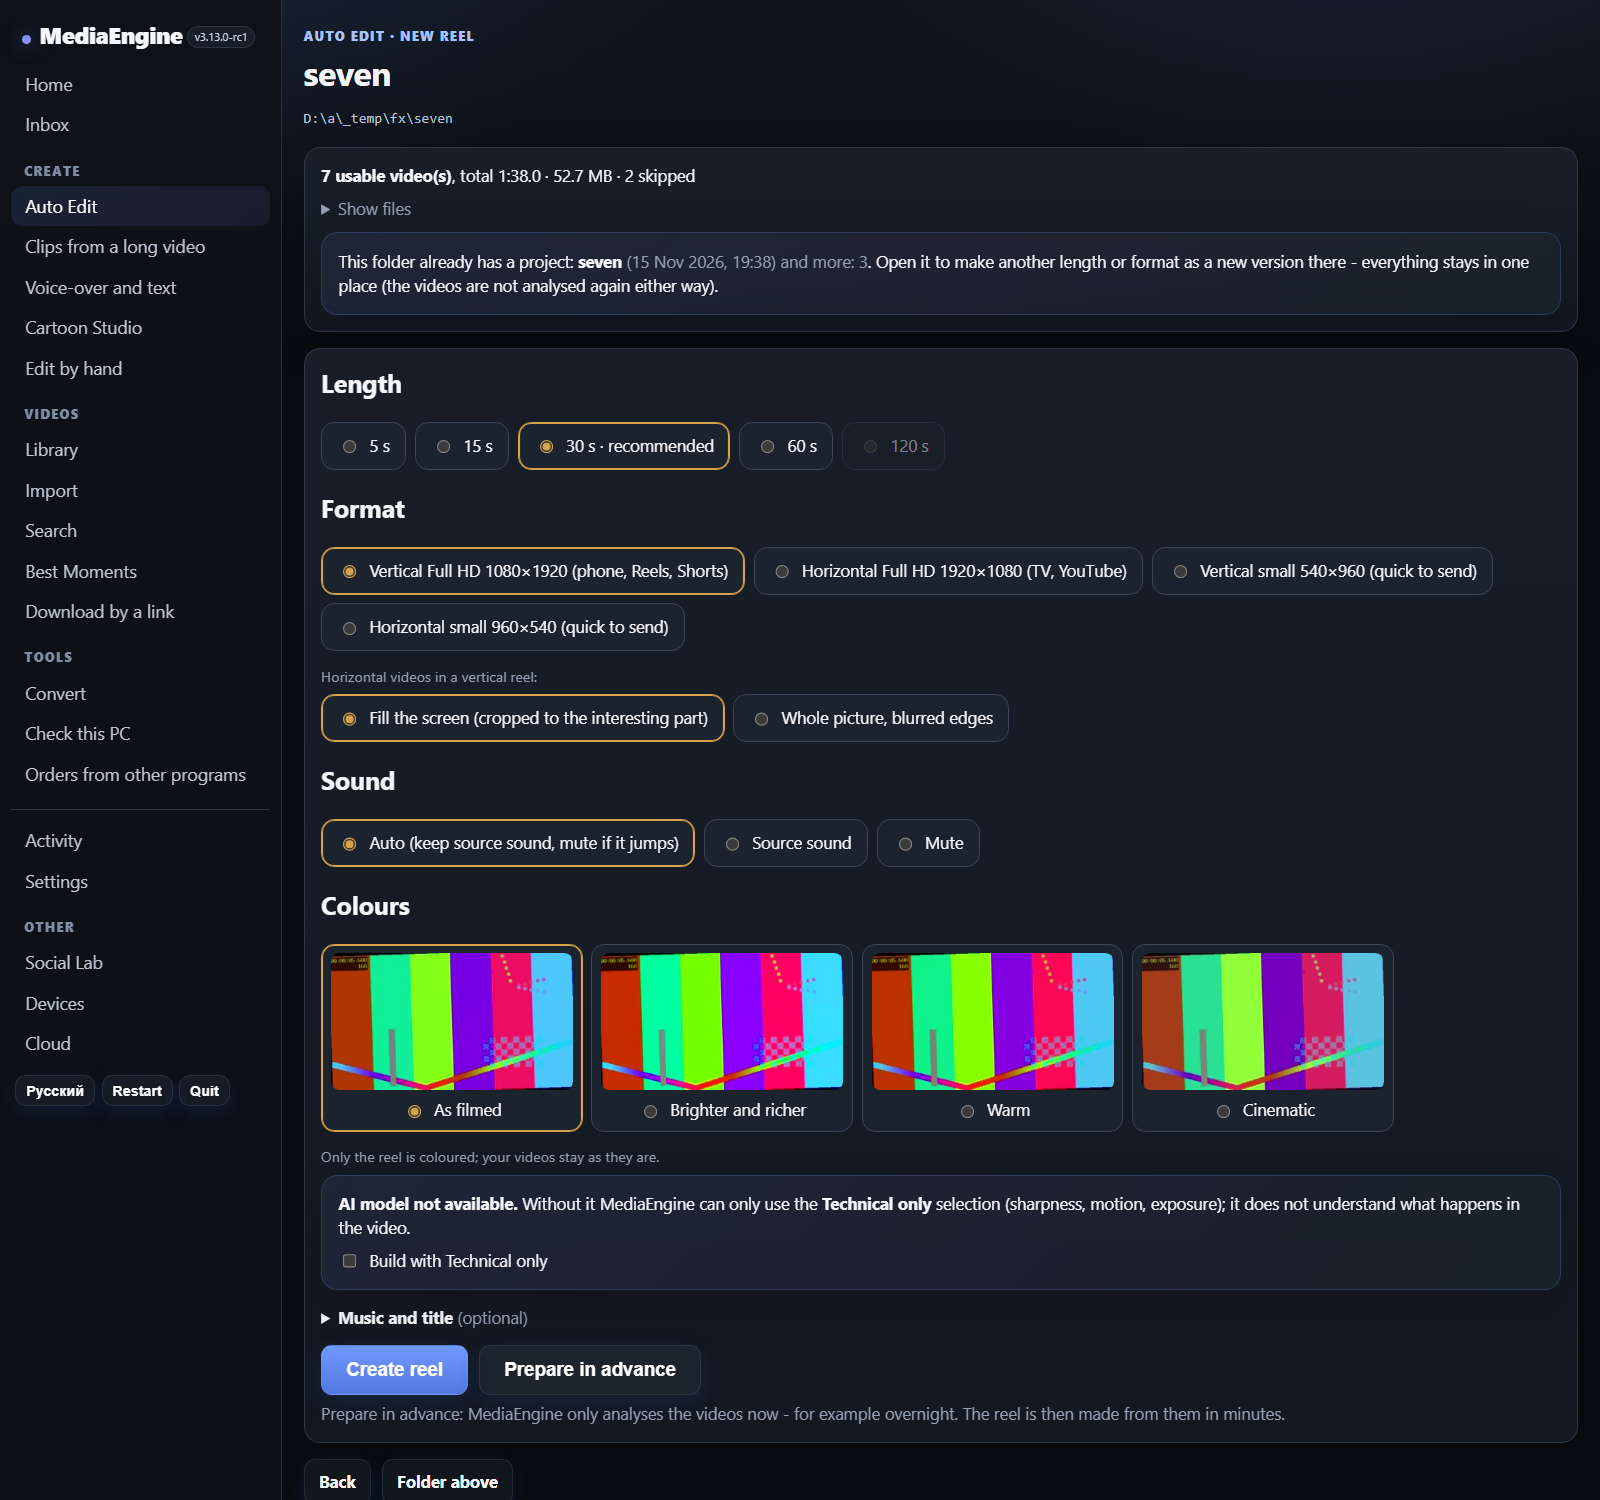 MediaEngine v3.13.0-rc1
Home
Inbox
CREATE
Auto Edit
Clips from a long video
Voice-over and text
Cartoon Studio
Edit by hand
VIDEOS
Library
Import
Search
Best Moments
Download by a link
TOOLS
Convert
Check this PC
Orders from other programs
Activity
Settings
OTHER
Social Lab
Devices
Cloud
Русский Restart Quit
AUTO EDIT · NEW REEL
seven
D:\a\_temp\fx\seven
7 usable video(s), total 1:38.0 · 52.7 MB · 2 skipped
Show files
This folder already has a project: seven (15 Nov 2026, 19:38) and more: 3. Open it to make another length or format as a new version there - everything stays in one
place (the videos are not analysed again either way).
Length
5 s 15 s 30 s · recommended 60 s 120 s
Format
Vertical Full HD 1080×1920 (phone, Reels, Shorts) Horizontal Full HD 1920×1080 (TV, YouTube) Vertical small 540×960 (quick to send)
Horizontal small 960×540 (quick to send)
Horizontal videos in a vertical reel:
Fill the screen (cropped to the interesting part) Whole picture, blurred edges
Sound
Auto (keep source sound, mute if it jumps) Source sound Mute
Colours
As filmed Brighter and richer Warm Cinematic
Only the reel is coloured; your videos stay as they are.
AI model not available. Without it MediaEngine can only use the Technical only selection (sharpness, motion, exposure); it does not understand what happens in
the video.
Build with Technical only
Music and title (optional)
Create reel Prepare in advance
Prepare in advance: MediaEngine only analyses the videos now - for example overnight. The reel is then made from them in minutes.
Back Folder above